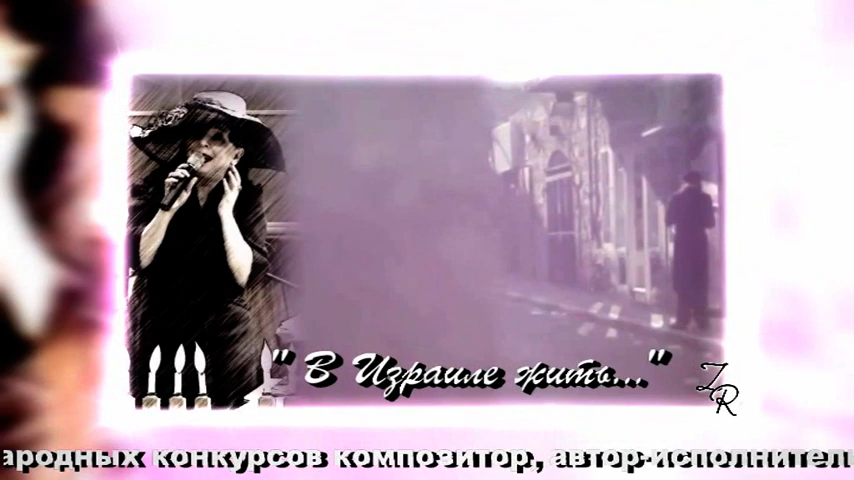 " В Израиле жить..."
ZR
ародных конкурсов композитор, автор-исполнител